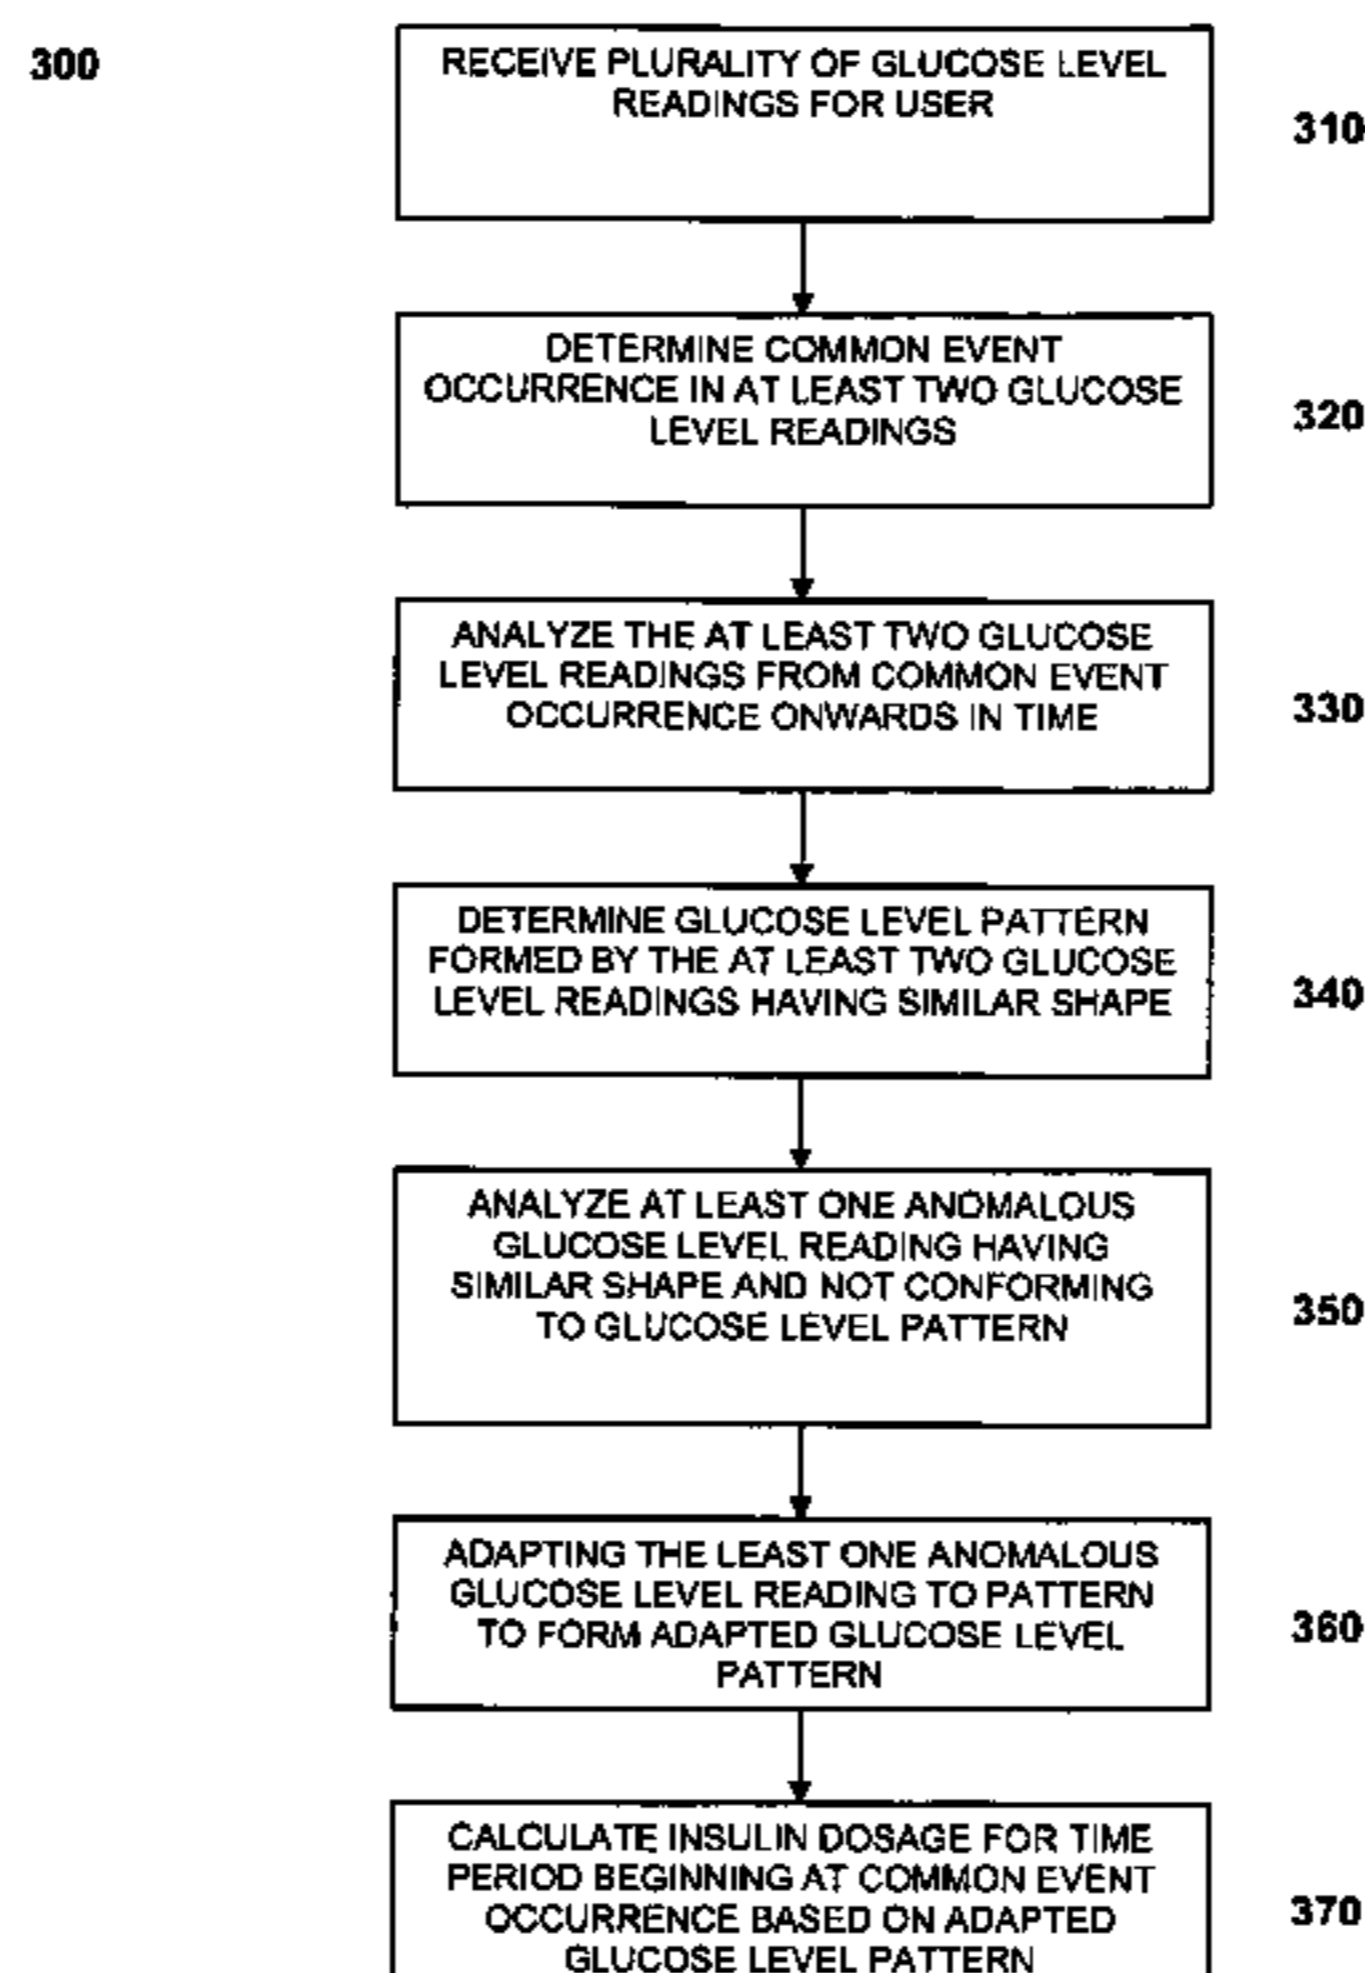 300
RECEIVE PLURALITY OF GLUCOSE LEVEL
READINGS FOR USER
310
DETERMINE COMMON EVENT
OCCURRENCE IN AT LEAST TWO GLUCOSE
LEVEL READINGS
320
ANALYZE THE AT LEAST TWO GLUCOSE
LEVEL READINGS FROM COMMON EVENT
OCCURRENCE ONWARDS IN TIME
330
DETERMINE GLUCOSE LEVEL PATTERN
FORMED BY THE AT LEAST TWO GLUCOSE
LEVEL READINGS HAVING SIMILAR SHAPE
340
ANALYZE AT LEAST ONE ANOMALOUS
GLUCOSE LEVEL READING HAVING
SIMILAR SHAPE AND NOT CONFORMING
TO GLUCOSE LEVEL PATTERN
350
ADAPTING THE LEAST ONE ANOMALOUS
GLUCOSE LEVEL READING TO PATTERN
TO FORM ADAPTED GLUCOSE LEVEL
PATTERN
360
CALCULATE INSULIN DOSAGE FOR TIME
PERIOD BEGINNING AT COMMON EVENT
OCCURRENCE BASED ON ADAPTED
GLUCOSE LEVEL PATTERN
370